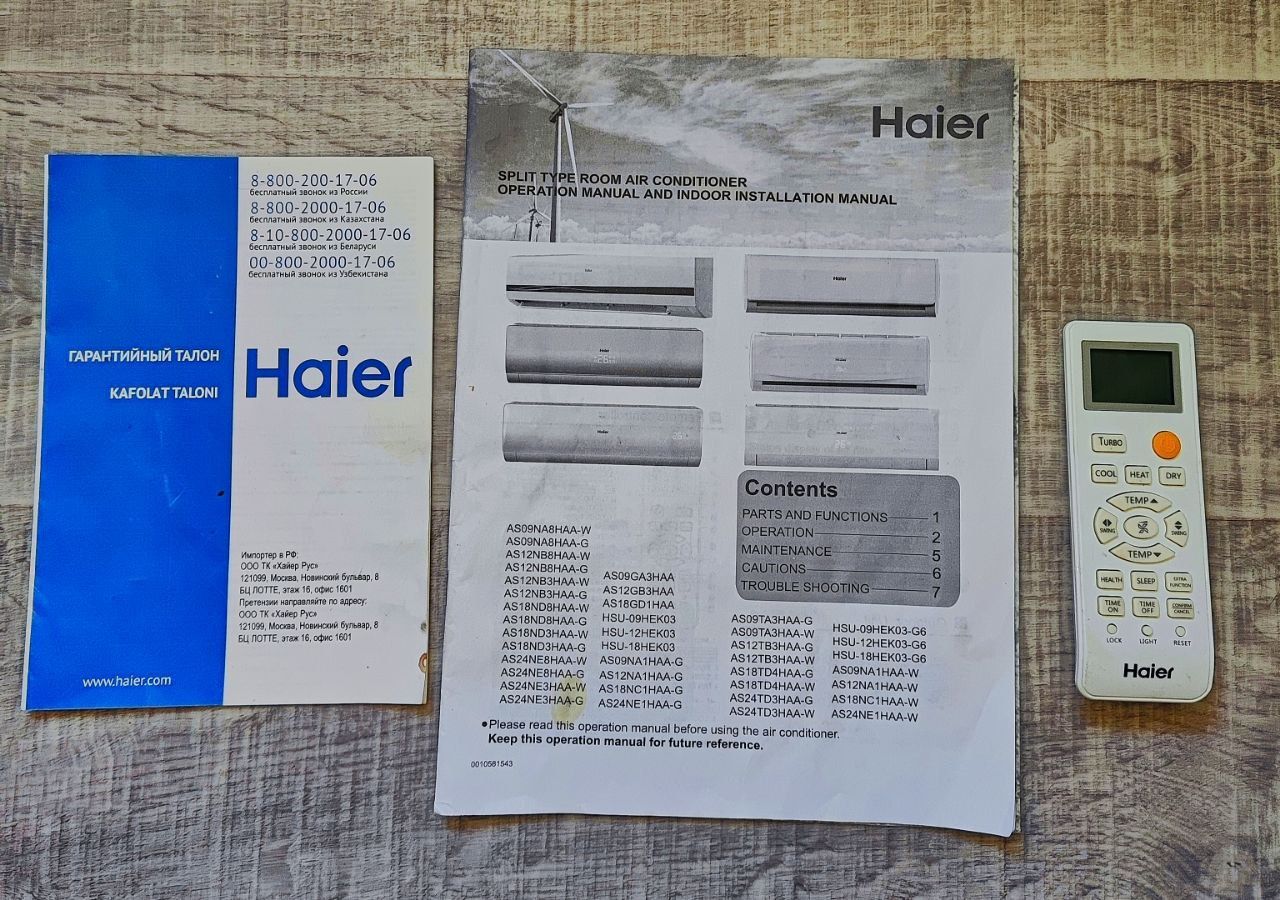 8-800-200-17-06
бесплатный звонок из России
8-800-2000-17-06
бесплатный звонок из Казахстана
8-10-800-2000-17-06
бесплатный звонок из Беларуси
00-800-2000-17-06
бесплатный звонок из Узбекистана
ГАРАНТИЙНЫЙ ТАЛОН
KAFOLAT TALONI
Haier
Импортер в РФ:
ООО ТК «Хайер Рус»
121099, Москва, Новинский бульвар, 8
БЦ ЛОТТЕ, этаж 16, офис 1601
Претензии направляйте по адресу:
ООО ТК «Хайер Рус»
121099, Москва, Новинский бульвар, 8
БЦ ЛОТТЕ, этаж 16, офис 1601
www.haier.com
Haier
SPLIT TYPE ROOM AIR CONDITIONER
OPERATION MANUAL AND INDOOR INSTALLATION MANUAL
Contents
PARTS AND FUNCTIONS 1
OPERATION 2
MAINTENANCE 5
CAUTIONS 6
TROUBLE SHOOTING 7
AS09NA8HAA-W
AS09NA8HAA-G
AS12NB8HAA-W
AS12NB8HAA-G
AS12NB3HAA-W
AS12NB3HAA-G
AS18ND8HAA-W
AS18ND3HAA-W
AS18ND3HAA-G
AS24NE8HAA-W
AS24NE8HAA-G
AS24NE3HAA-W
AS24NE3HAA-G
AS09GA3HAA
AS12GB3HAA
AS18GD1HAA
HSU-09HEK03
HSU-12HEK03
HSU-18HEK03
AS09NA1HAA-G
AS12NA1HAA-G
AS18NC1HAA-G
AS24NE1HAA-G
AS09TA3HAA-G
AS09TA3HAA-W
AS12TB3HAA-G
AS12TB3HAA-W
AS18TD4HAA-G
AS18TD4HAA-W
AS24TD3HAA-G
AS24TD3HAA-W
HSU-09HEK03-G6
HSU-12HEK03-G6
HSU-18HEK03-G6
AS09NA1HAA-W
AS12NA1HAA-W
AS18NC1HAA-W
AS24NE1HAA-W
●Please read this operation manual before using the air conditioner.
Keep this operation manual for future reference.
0010581543
TURBO
COOL HEAT DRY
TEMP
SWING SWING
TEMP
HEALTH SLEEP EXTRA FUNCTION
TIME ON TIME OFF CONFIRM CANCEL
LOCK LIGHT RESET
Haier